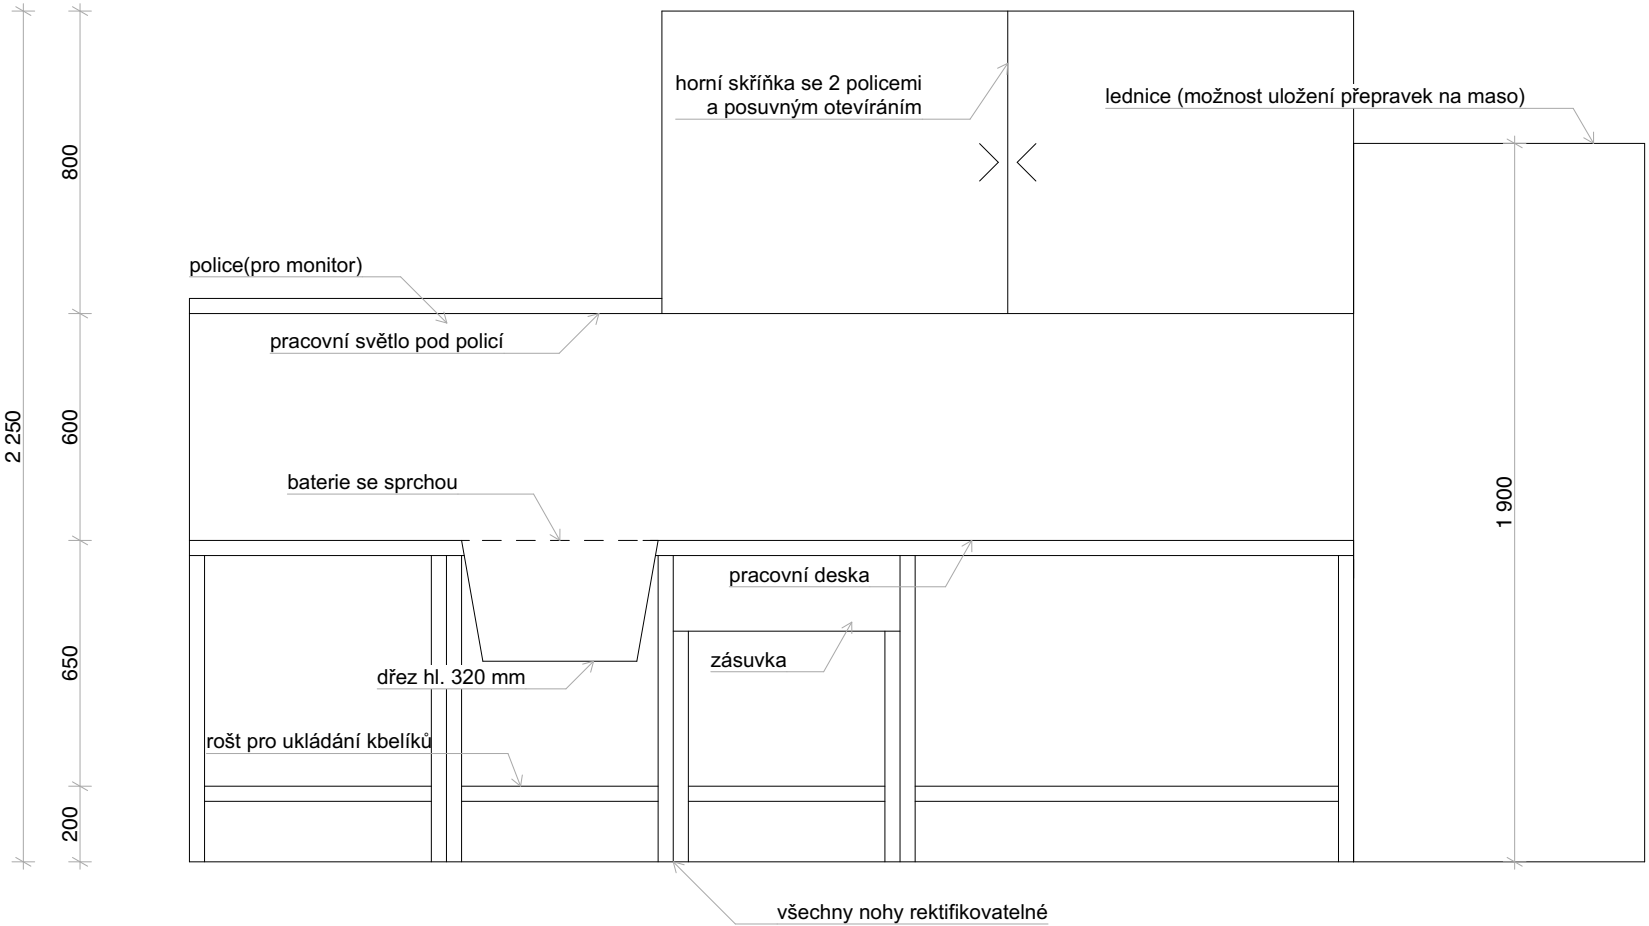 horní skříňka se 2 policemi
a posuvným otevíráním
lednice (možnost uložení přepravek na maso)
800
police(pro monitor)
pracovní světlo pod policí
2 250
600
baterie se sprchou
1 900
pracovní deska
650
zásuvka
dřez hl. 320 mm
rošt pro ukládání kbelíků
200
všechny nohy rektifikovatelné